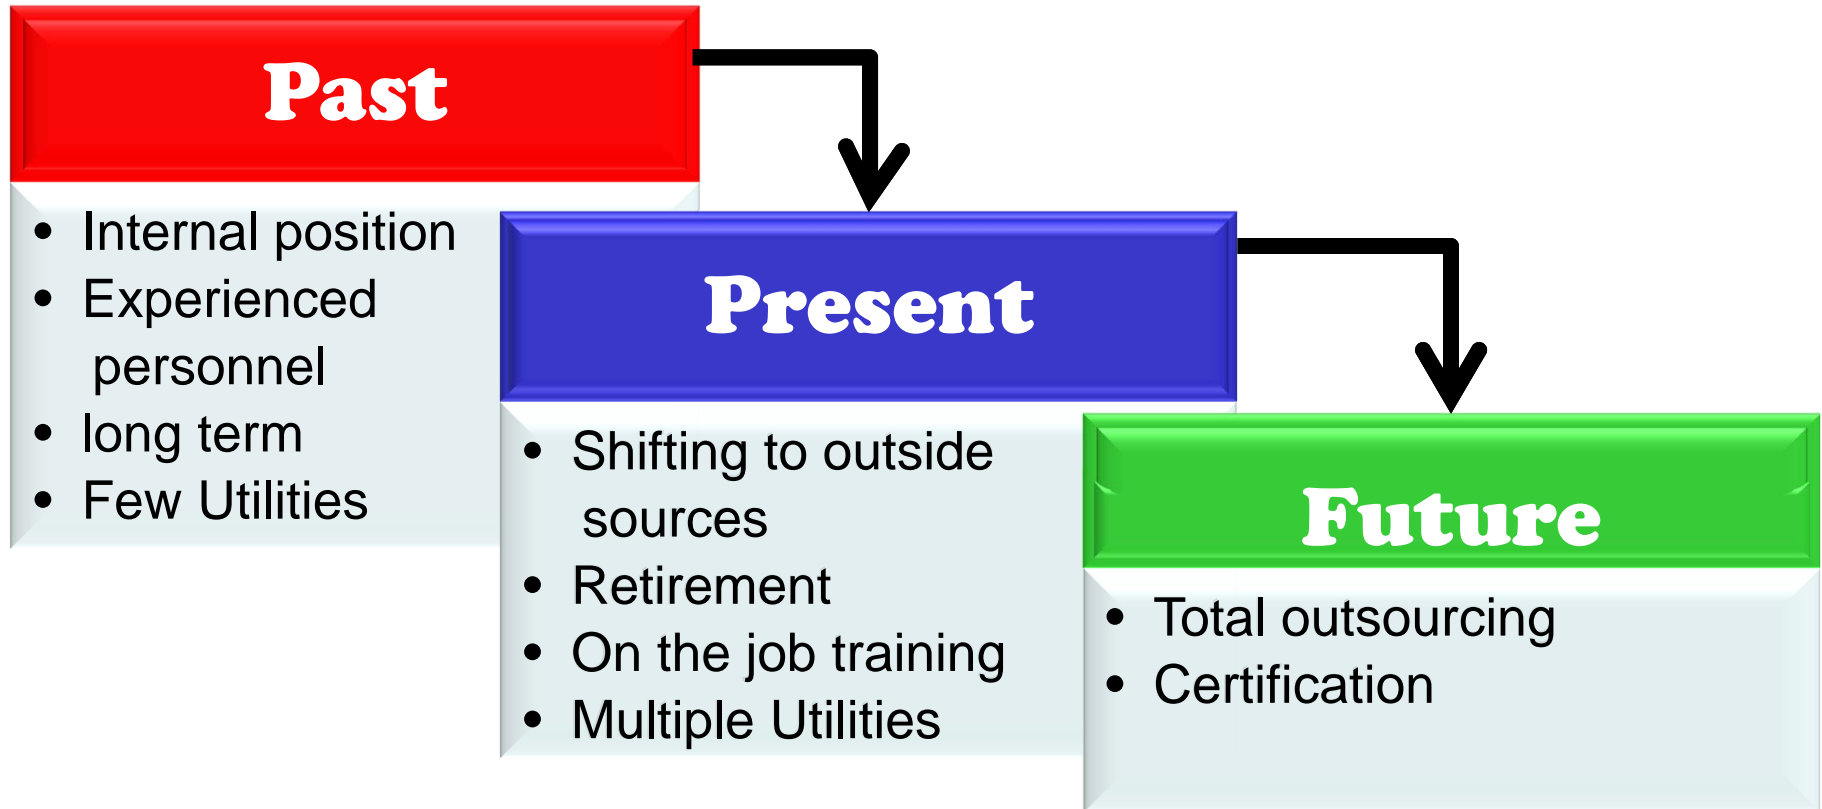 Past
• Internal position
• Experienced
personnel
• long term
• Few Utilities
Present
• Shifting to outside
sources
• Retirement
• On the job training
• Multiple Utilities
Future
• Total outsourcing
• Certification